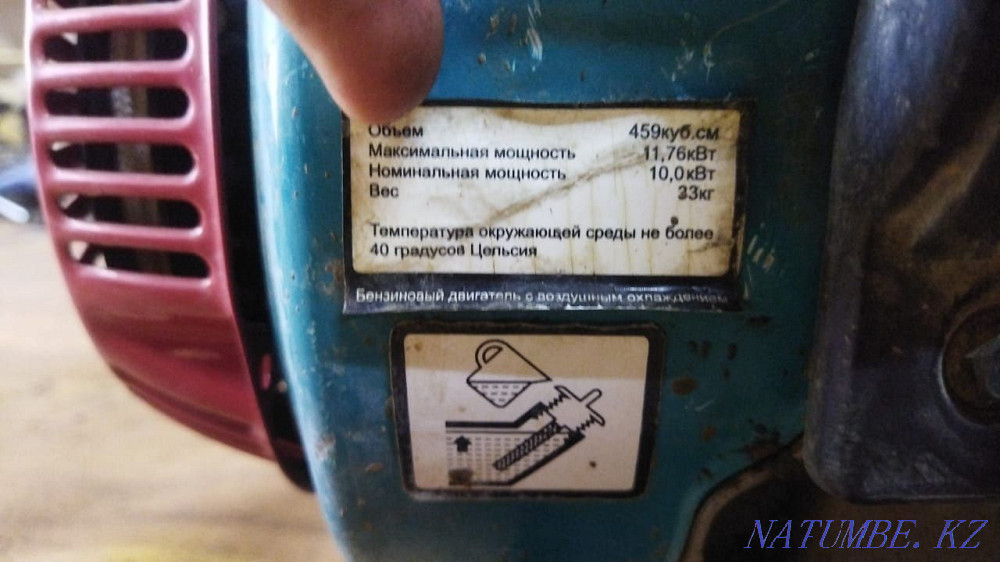 Объем 459куб.см
Максимальная мощность 11,76кВт
Номинальная мощность 10,0кВт
Вес 33кг
Температура окружающей среды не более
40 градусов Цельсия
Бензиновый двигатель с воздушным охлаждением
NATUMBE.KZ